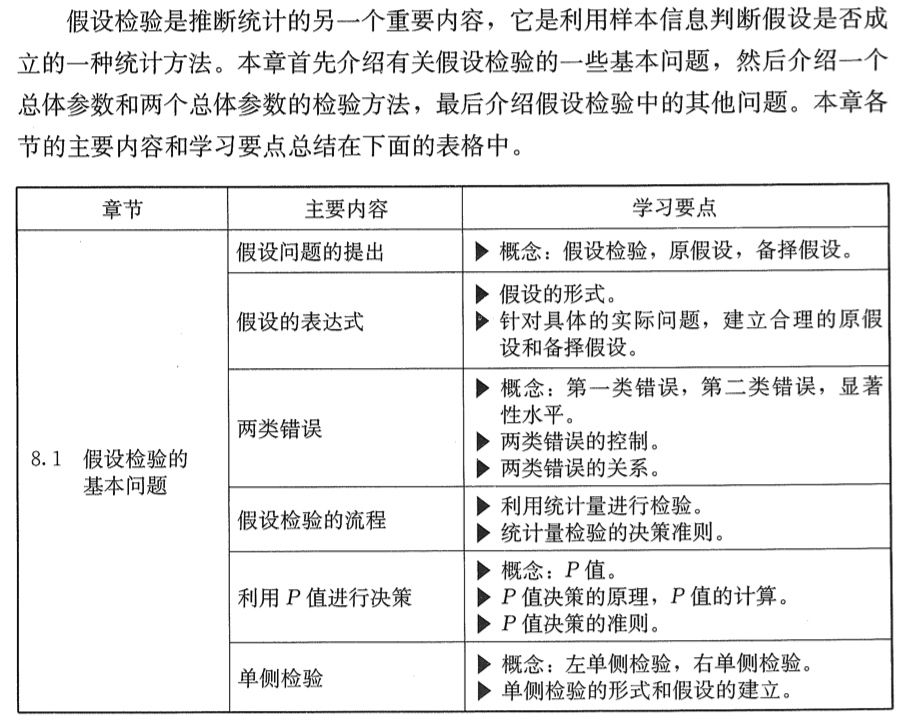 假设检验是推断统计的另一个重要内容，它是利用样本信息判断假设是否成
立的一种统计方法。本章首先介绍有关假设检验的一些基本问题，然后介绍一个
总体参数和两个总体参数的检验方法，最后介绍假设检验中的其他问题。本章各
节的主要内容和学习要点总结在下面的表格中。
章节 主要内容 学习要点
8.1 假设检验的
基本问题
假设问题的提出
▶ 概念：假设检验，原假设，备择假设。
假设的表达式
▶ 假设的形式。
▶ 针对具体的实际问题，建立合理的原假
设和备择假设。
两类错误
▶ 概念：第一类错误，第二类错误，显著
性水平。
▶ 两类错误的控制。
▶ 两类错误的关系。
假设检验的流程
▶ 利用统计量进行检验。
▶ 统计量检验的决策准则。
利用 P 值进行决策
▶ 概念：P 值。
▶ P 值决策的原理，P 值的计算。
▶ P 值决策的准则。
单侧检验
▶ 概念：左单侧检验，右单侧检验。
▶ 单侧检验的形式和假设的建立。